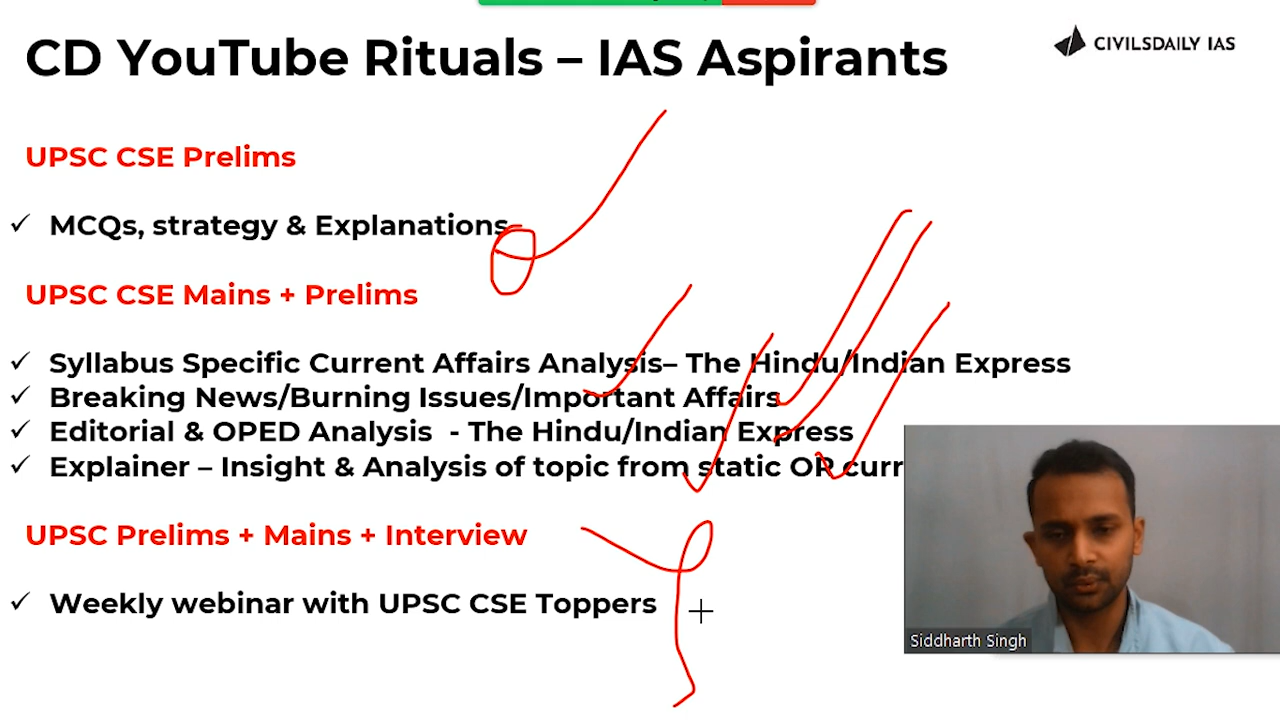 CD YouTube Rituals – IAS Aspirants
CIVILSDAILY IAS
UPSC CSE Prelims
✓ MCQs, strategy & Explanations
UPSC CSE Mains + Prelims
✓ Syllabus Specific Current Affairs Analysis– The Hindu/Indian Express
✓ Breaking News/Burning Issues/Important Affairs
✓ Editorial & OPED Analysis - The Hindu/Indian Express
✓ Explainer – Insight & Analysis of topic from static OR curr
UPSC Prelims + Mains + Interview
✓ Weekly webinar with UPSC CSE Toppers
Siddharth Singh